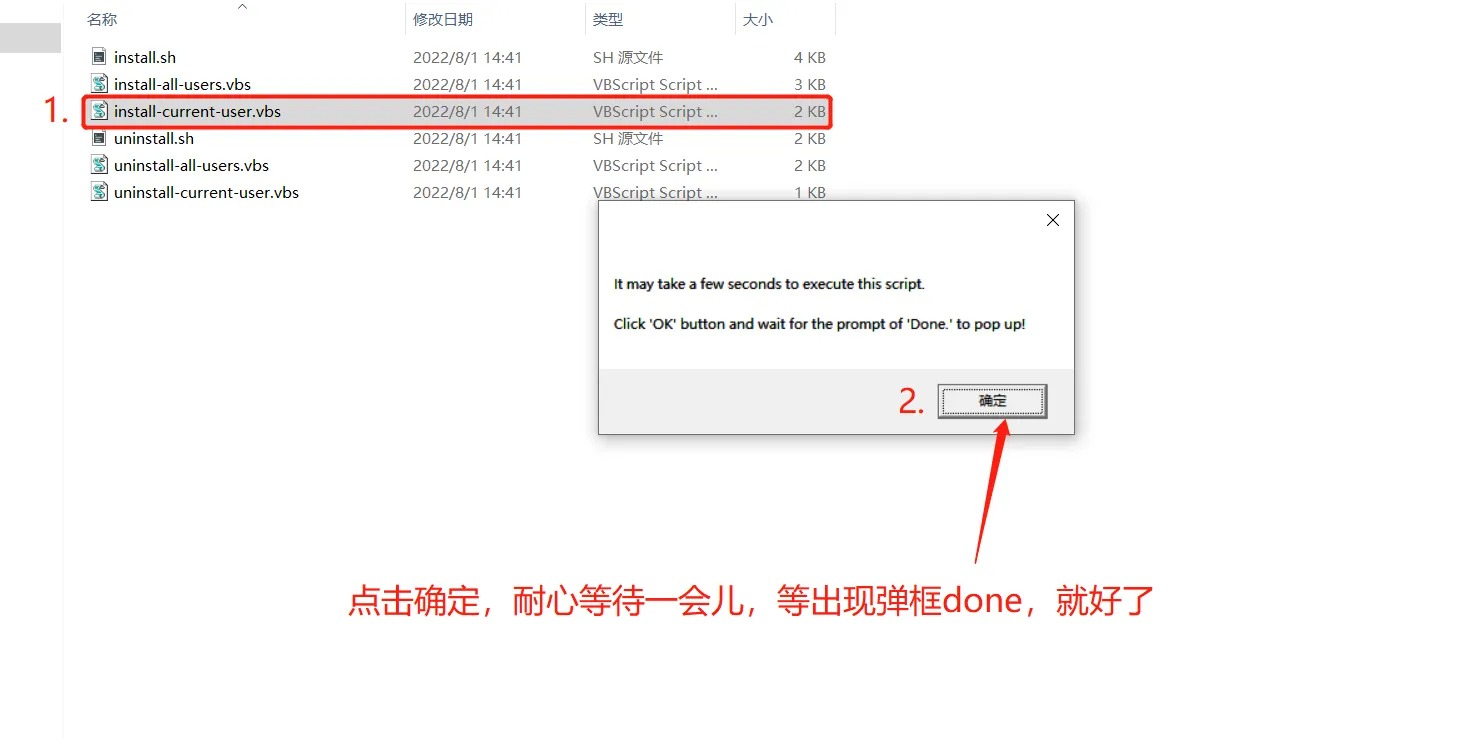 名称 修改日期 类型 大小
install.sh 2022/8/1 14:41 SH 源文件 4 KB
install-all-users.vbs 2022/8/1 14:41 VBScript Script ... 3 KB
1. install-current-user.vbs 2022/8/1 14:41 VBScript Script ... 2 KB
uninstall.sh 2022/8/1 14:41 SH 源文件 2 KB
uninstall-all-users.vbs 2022/8/1 14:41 VBScript Script ... 2 KB
uninstall-current-user.vbs 2022/8/1 14:41 VBScript Script ... 1 KB
It may take a few seconds to execute this script.
Click 'OK' button and wait for the prompt of 'Done.' to pop up!
2. 确定
点击确定，耐心等待一会儿，等出现弹框done，就好了